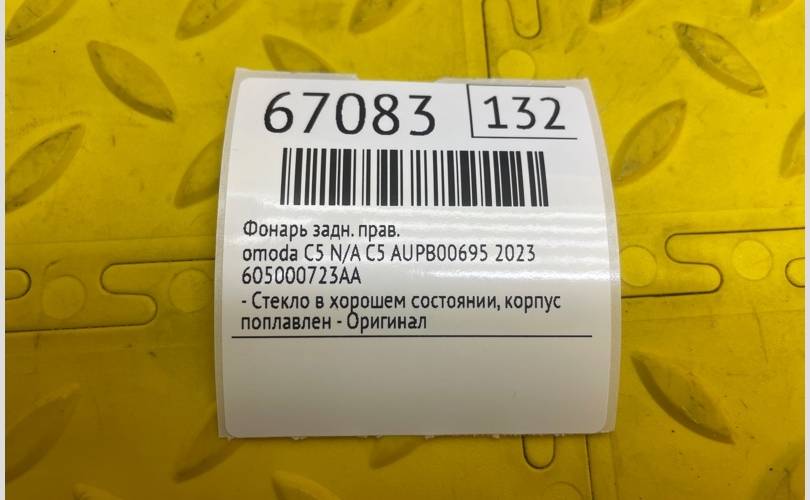 67083 132
Фонарь задн. прав.
omoda C5 N/A C5 AUPB00695 2023
605000723AA
- Стекло в хорошем состоянии, корпус
поплавлен - Оригинал